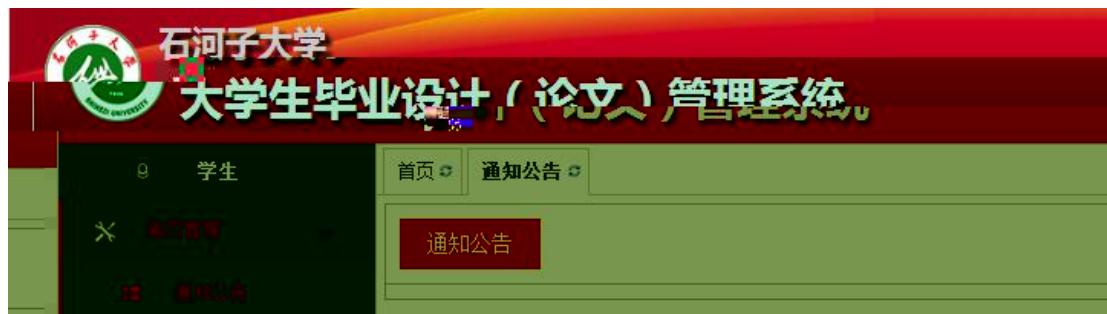 石河子大学
大学生毕业设计（论文）管理系统
学生
首页
通知公告
通知公告